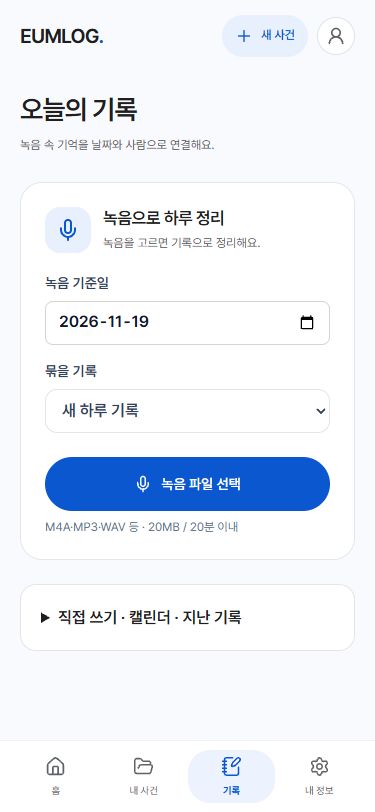 EUMLOG.
새 사건
오늘의 기록
녹음 속 기억을 날짜와 사람으로 연결해요.
녹음으로 하루 정리
녹음을 고르면 기록으로 정리해요.
녹음 기준일
2026-11-19
묶을 기록
새 하루 기록
녹음 파일 선택
M4A·MP3·WAV 등 · 20MB / 20분 이내
직접 쓰기 · 캘린더 · 지난 기록
홈
내 사건
기록
내 정보